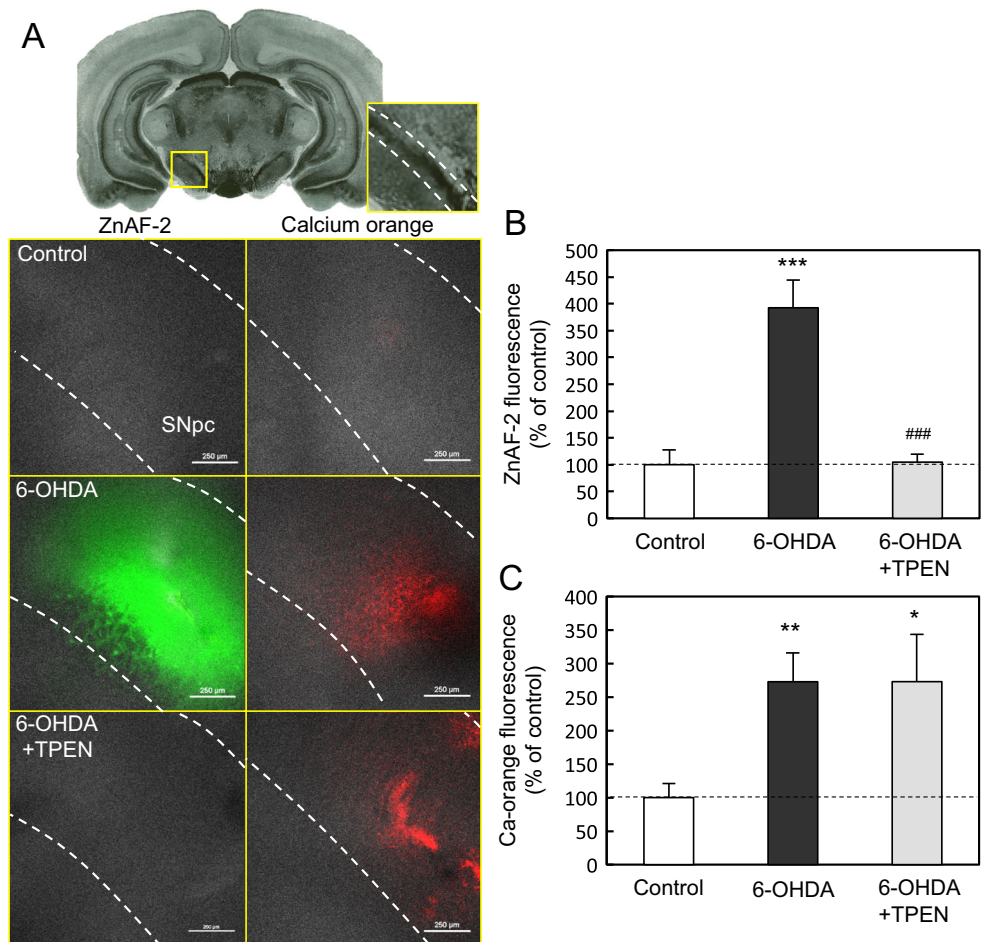 A
ZnAF-2
Calcium orange
Control
SNpc
250 µm
250 µm
6-OHDA
250 µm
250 µm
6-OHDA
+TPEN
250 µm
250 µm
B
ZnAF-2 fluorescence
(% of control)
500
450
400
350
300
250
200
150
100
50
0
***
###
Control
6-OHDA
6-OHDA
+TPEN
C
Ca-orange fluorescence
(% of control)
400
350
300
250
200
150
100
50
0
**
*
Control
6-OHDA
6-OHDA
+TPEN